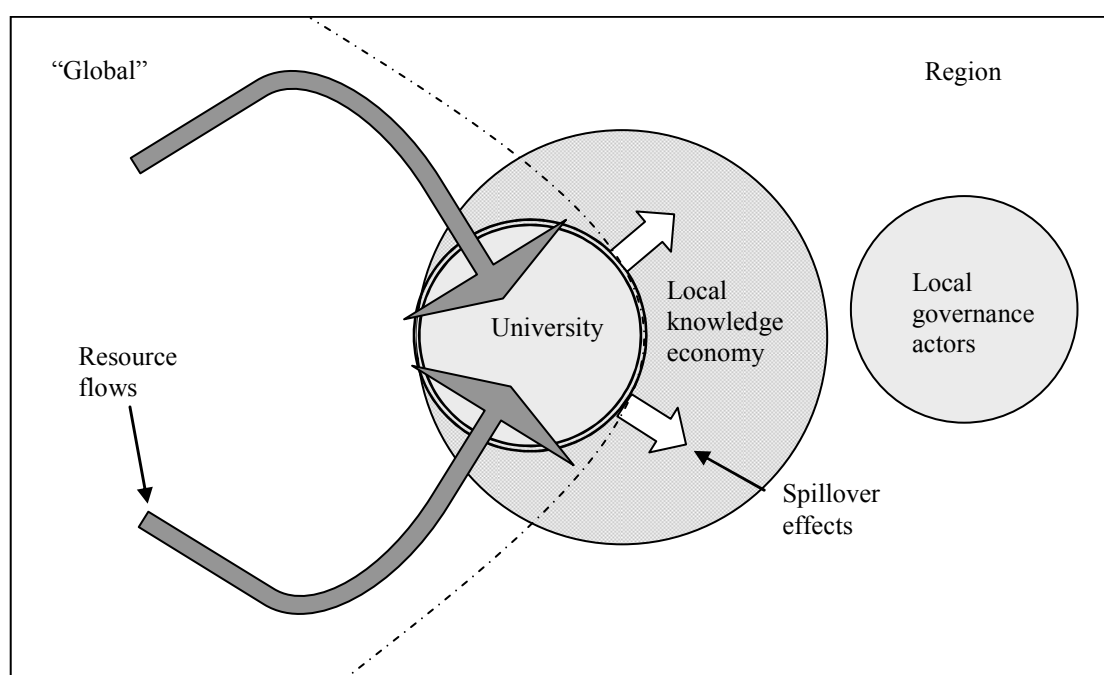 “Global”
Region
University
Local
knowledge
economy
Local
governance
actors
Resource
flows
Spillover
effects